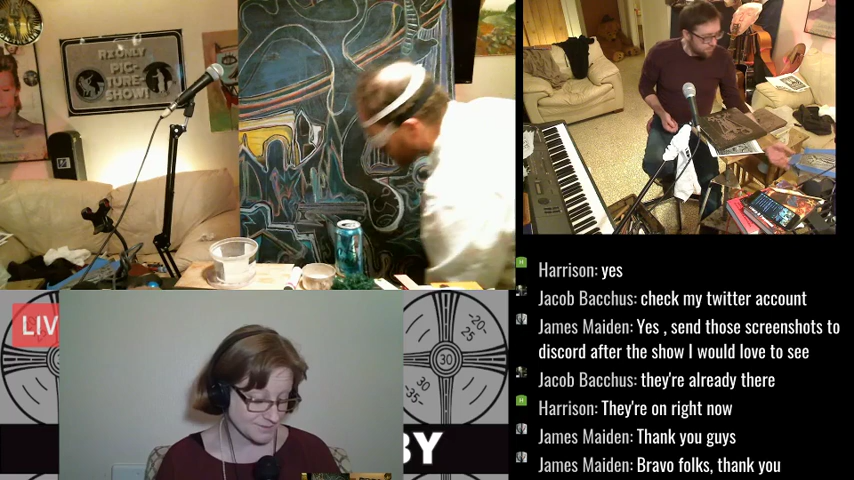 REONLY
PIC-
TURE
SHOW!
LIV
-20-
25
30
30
-35-
BY
Harrison: yes
Jacob Bacchus: check my twitter account
James Maiden: Yes , send those screenshots to
discord after the show I would love to see
Jacob Bacchus: they're already there
Harrison: They're on right now
James Maiden: Thank you guys
James Maiden: Bravo folks, thank you